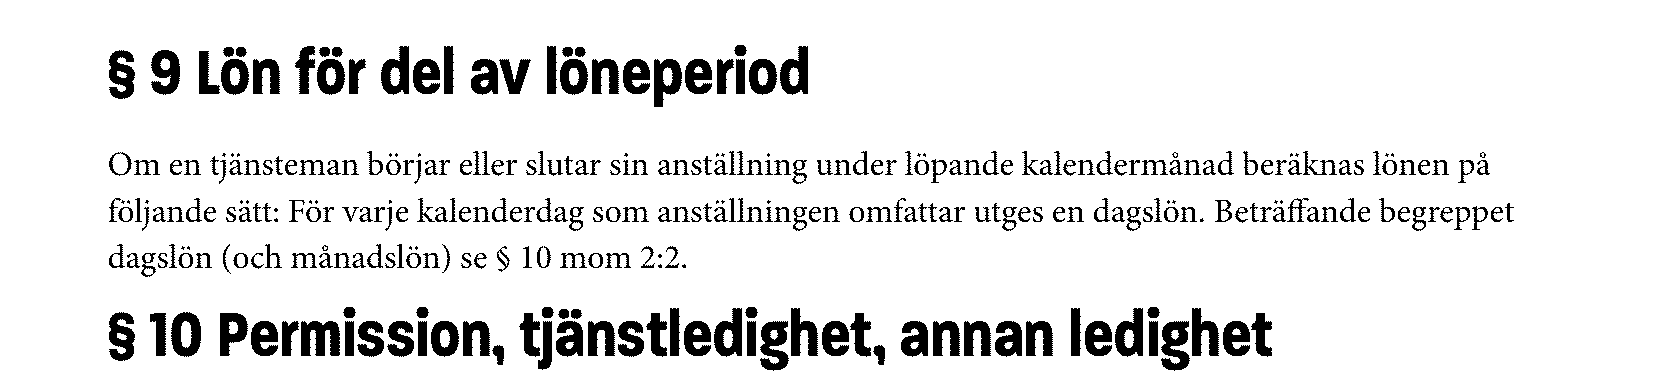 § 9 Lön för del av löneperiod
Om en tjänsteman börjar eller slutar sin anställning under löpande kalendermånad beräknas lönen på
följande sätt: För varje kalenderdag som anställningen omfattar utges en dagslön. Beträffande begreppet
dagslön (och månadslön) se § 10 mom 2:2.
§ 10 Permission, tjänstledighet, annan ledighet